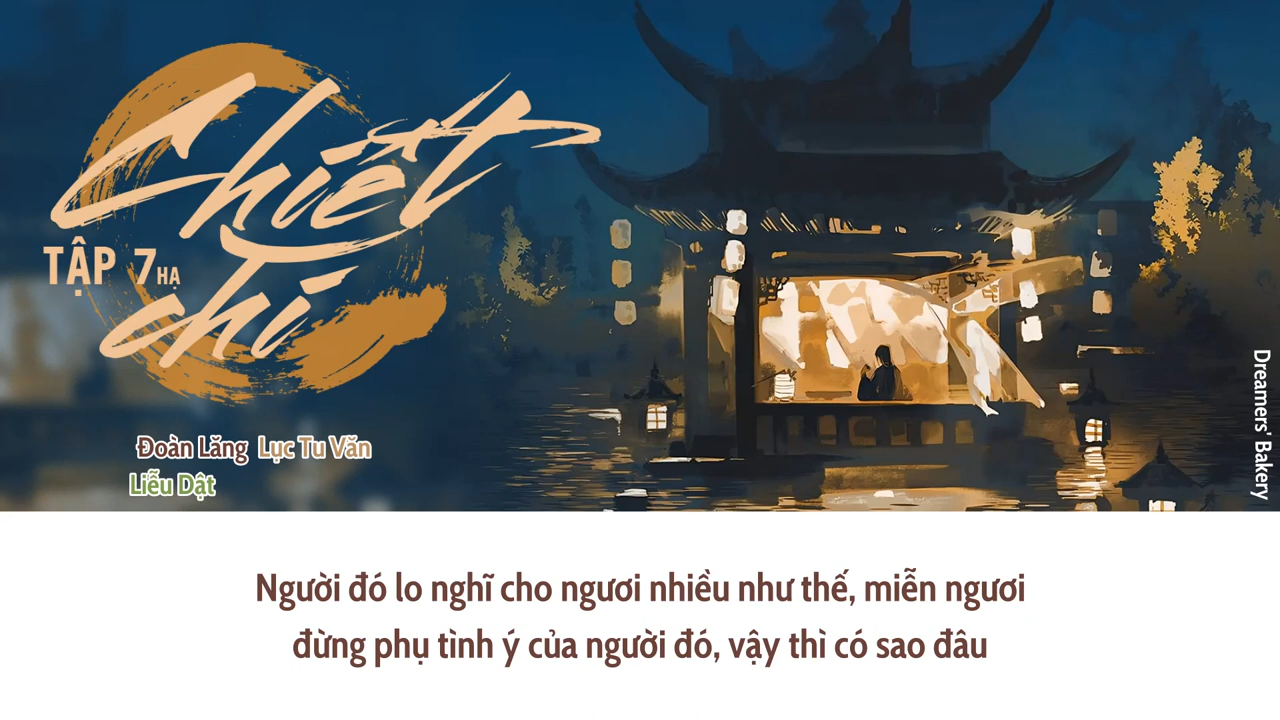 Chiết
chi
TẬP 7 HẠ
Đoàn Lăng Lục Tu Vãn
Liễu Dật
Dreamers' Bakery
Người đó lo nghĩ cho ngươi nhiều như thế, miễn ngươi
đừng phụ tình ý của người đó, vậy thì có sao đâu